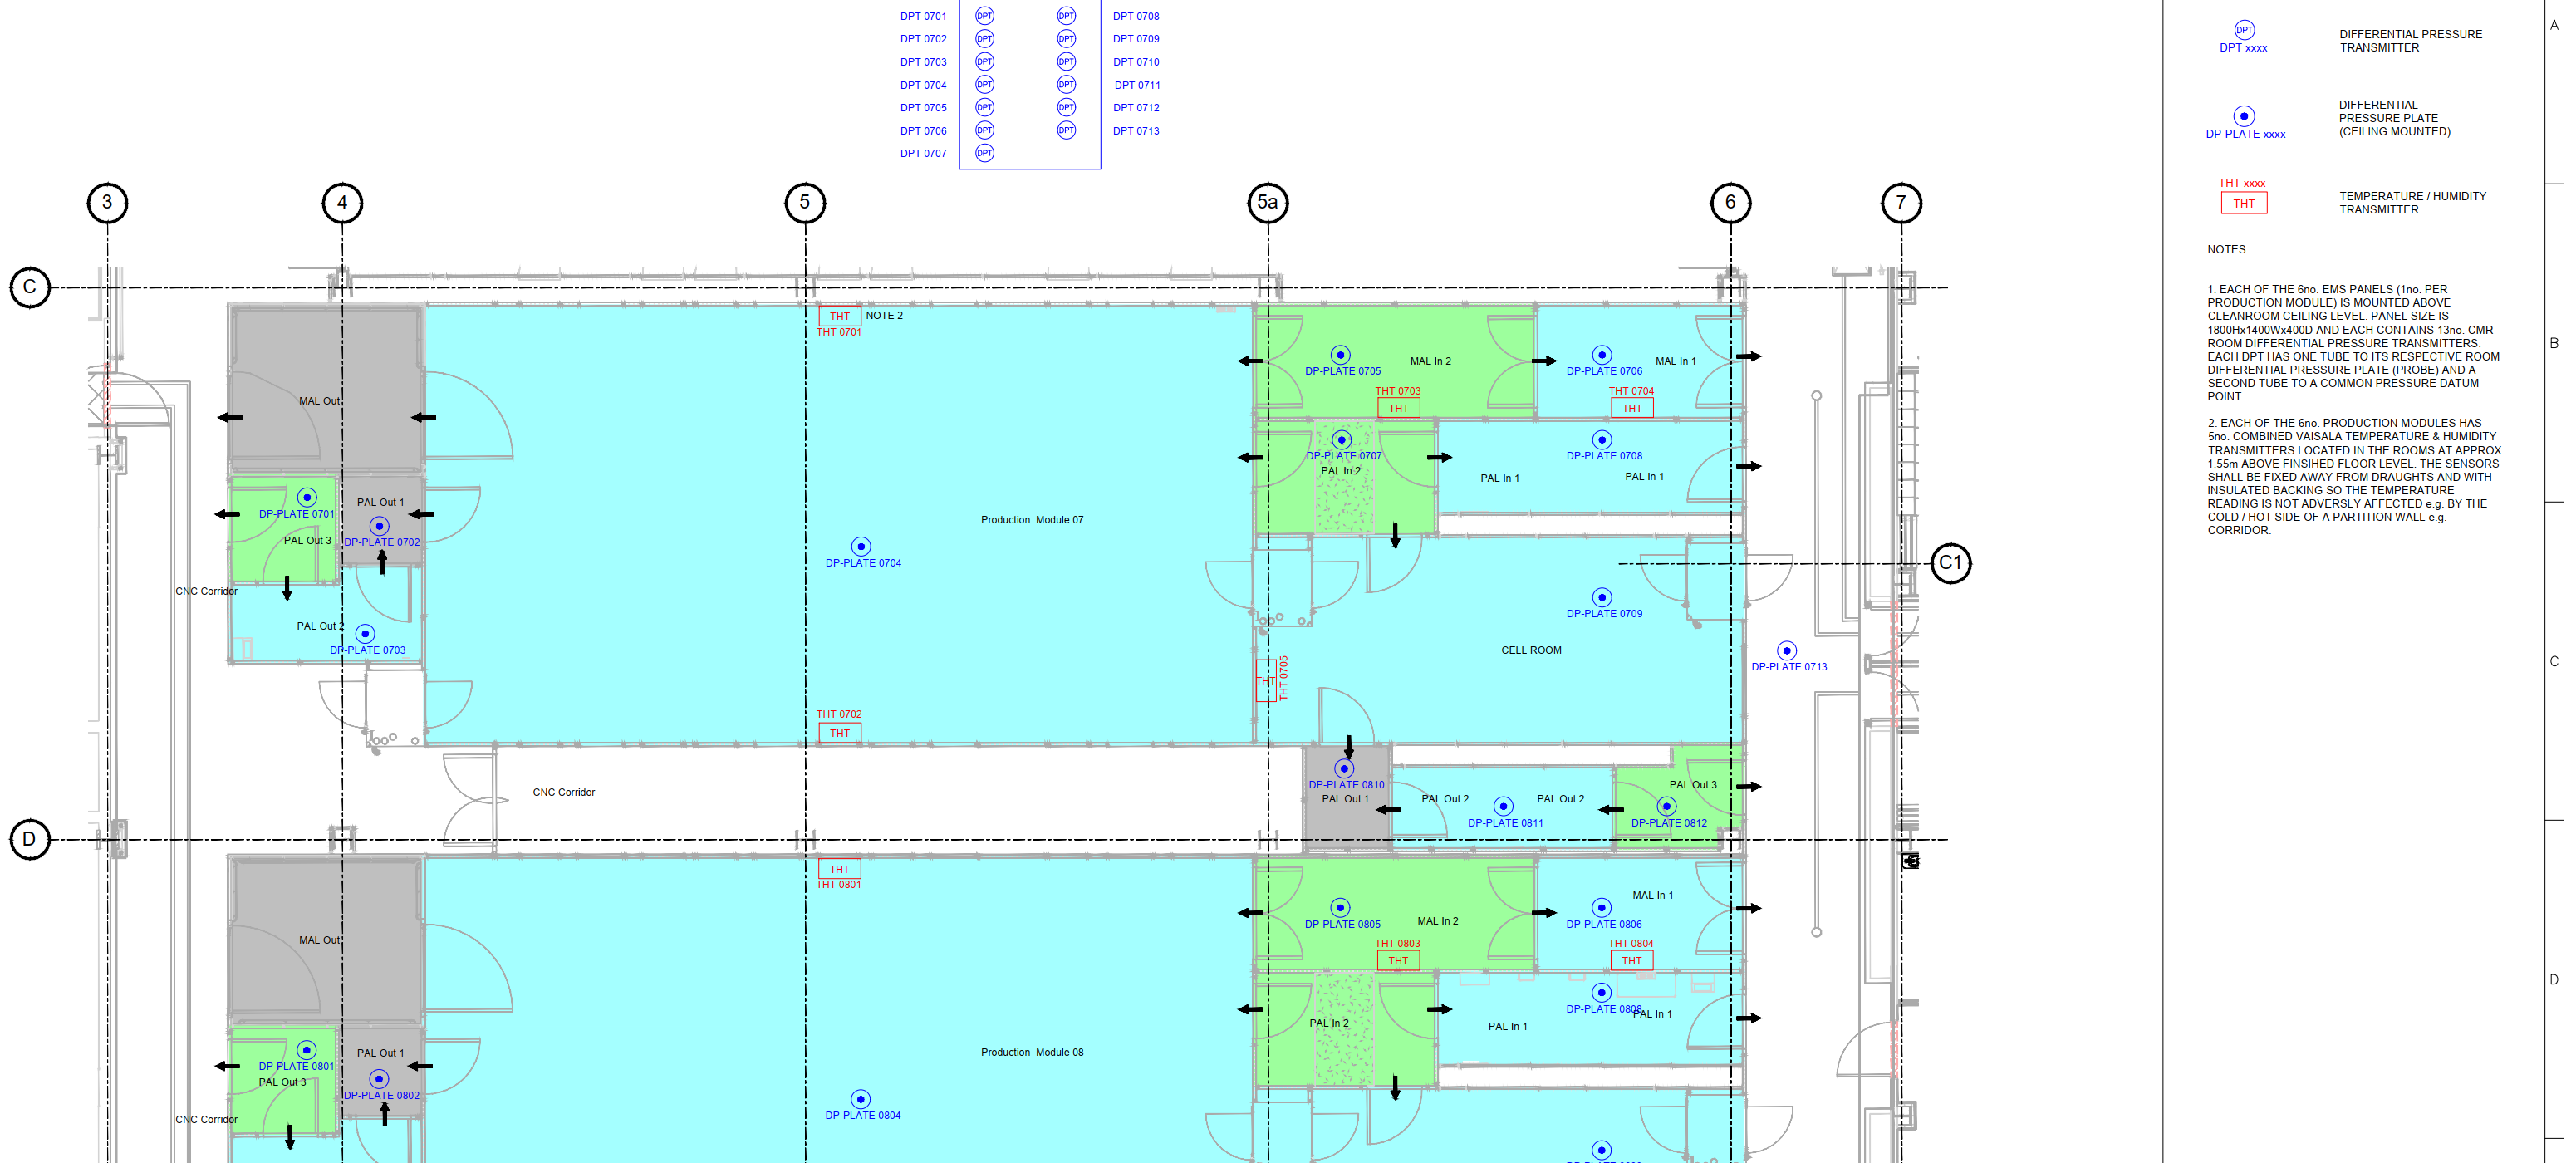 DPT 0701 DPT DPT DPT 0708
DPT 0702 DPT DPT DPT 0709
DPT 0703 DPT DPT DPT 0710
DPT 0704 DPT DPT DPT 0711
DPT 0705 DPT DPT DPT 0712
DPT 0706 DPT DPT DPT 0713
DPT 0707 DPT
3 4 5 5a 6 7
C
THT NOTE 2
THT 0701
MAL Out
DP-PLATE 0705
MAL In 2
THT 0703
THT
DP-PLATE 0706
MAL In 1
THT 0704
THT
DP-PLATE 0707
PAL In 2
DP-PLATE 0708
PAL In 1
PAL In 1
DP-PLATE 0701
PAL Out 3
PAL Out 1
DP-PLATE 0702
Production Module 07
DP-PLATE 0704
C1
CNC Corridor
PAL Out 2
DP-PLATE 0703
DP-PLATE 0709
CELL ROOM
DP-PLATE 0713
THT
THT 0705
THT 0702
THT
CNC Corridor
DP-PLATE 0810
PAL Out 1
PAL Out 2
PAL Out 2
DP-PLATE 0811
PAL Out 3
DP-PLATE 0812
D
THT
THT 0801
MAL Out
DP-PLATE 0805
MAL In 2
THT 0803
THT
MAL In 1
DP-PLATE 0806
THT 0804
THT
PAL In 2
DP-PLATE 0808
PAL In 1
PAL In 1
DP-PLATE 0801
PAL Out 3
PAL Out 1
DP-PLATE 0802
Production Module 08
DP-PLATE 0804
CNC Corridor
DPT
DPT xxxx
DIFFERENTIAL PRESSURE
TRANSMITTER
DP-PLATE xxxx
DIFFERENTIAL
PRESSURE PLATE
(CEILING MOUNTED)
THT xxxx
THT
TEMPERATURE / HUMIDITY
TRANSMITTER
NOTES:
1. EACH OF THE 6no. EMS PANELS (1no. PER
PRODUCTION MODULE) IS MOUNTED ABOVE
CLEANROOM CEILING LEVEL. PANEL SIZE IS
1800Hx1400Wx400D AND EACH CONTAINS 13no. CMR
ROOM DIFFERENTIAL PRESSURE TRANSMITTERS.
EACH DPT HAS ONE TUBE TO ITS RESPECTIVE ROOM
DIFFERENTIAL PRESSURE PLATE (PROBE) AND A
SECOND TUBE TO A COMMON PRESSURE DATUM
POINT.
2. EACH OF THE 6no. PRODUCTION MODULES HAS
5no. COMBINED VAISALA TEMPERATURE & HUMIDITY
TRANSMITTERS LOCATED IN THE ROOMS AT APPROX
1.55m ABOVE FINSIHED FLOOR LEVEL. THE SENSORS
SHALL BE FIXED AWAY FROM DRAUGHTS AND WITH
INSULATED BACKING SO THE TEMPERATURE
READING IS NOT ADVERSLY AFFECTED e.g. BY THE
COLD / HOT SIDE OF A PARTITION WALL e.g.
CORRIDOR.
A
B
C
D